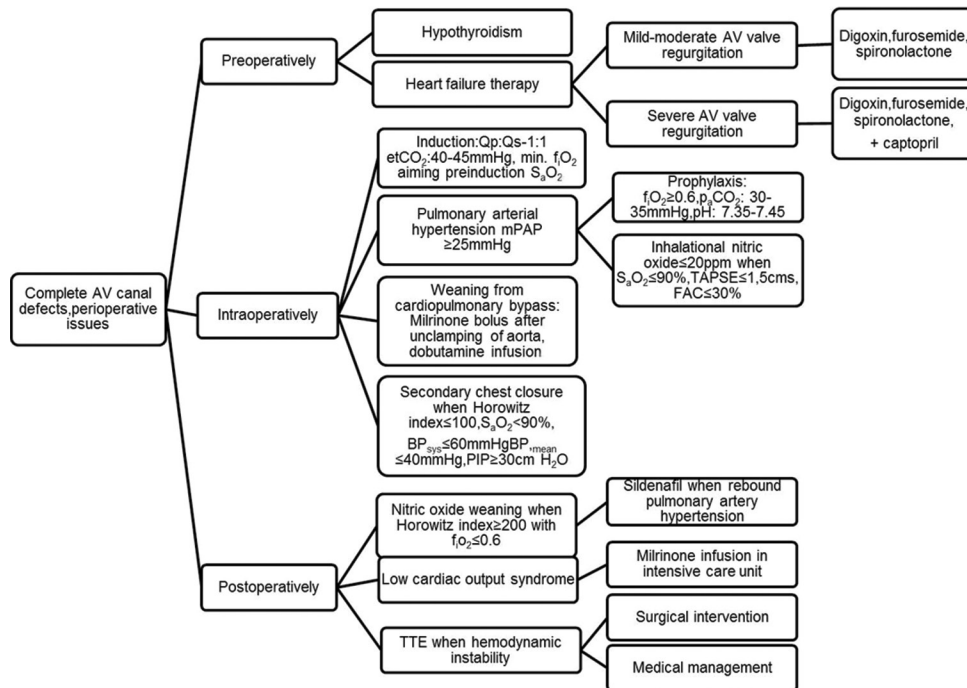 Complete AV canal
defects,perioperative
issues
Preoperatively
Hypothyroidism
Heart failure therapy
Mild-moderate AV valve
regurgitation
Digoxin,furosemide,
spironolactone
Severe AV valve
regurgitation
Digoxin,furosemide,
spironolactone,
+ captopril
Intraoperatively
Induction:Qp:Qs-1:1
etCO2:40-45mmHg, min. fiO2
aiming preinduction SaO2
Pulmonary arterial
hypertension mPAP
≥25mmHg
Prophylaxis:
fiO2≥0.6,paCO2: 30-
35mmHg,pH: 7.35-7.45
Inhalational nitric
oxide≤20ppm when
SaO2≤90%,TAPSE≤1,5cms,
FAC≤30%
Weaning from
cardiopulmonary bypass:
Milrinone bolus after
unclamping of aorta,
dobutamine infusion
Secondary chest closure
when Horowitz
index≤100,SaO2<90%,
BPsys≤60mmHgBP,mean
≤40mmHg,PIP≥30cm H2O
Postoperatively
Nitric oxide weaning when
Horowitz index≥200 with
fio2≤0.6
Sildenafil when rebound
pulmonary artery
hypertension
Low cardiac output syndrome
Milrinone infusion in
intensive care unit
TTE when hemodynamic
instability
Surgical intervention
Medical management